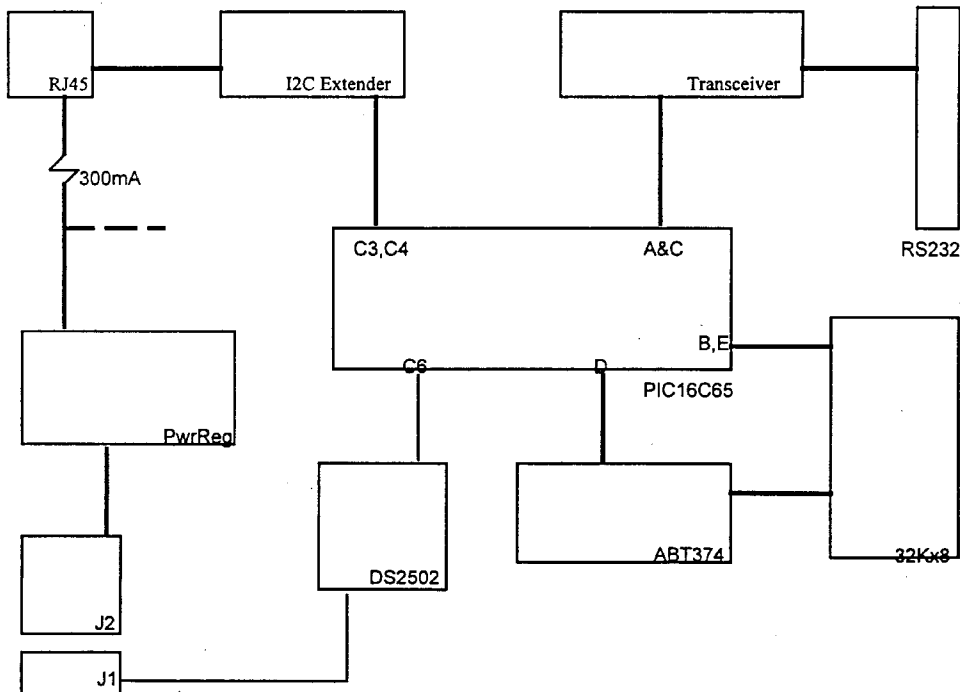 RJ45
I2C Extender
Transceiver
300mA
RS232
C3,C4
A&C
B,E
C6
D
PIC16C65
PwrReg
ABT374
32Kx8
DS2502
J2
J1